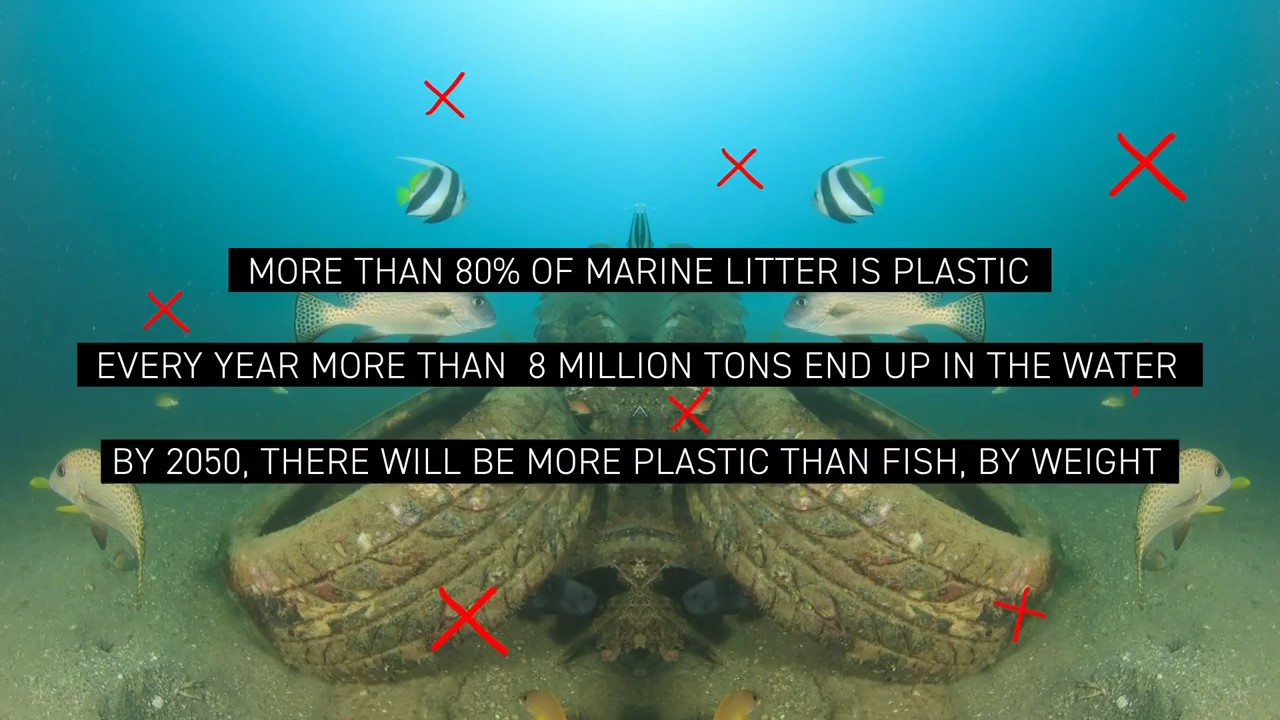 MORE THAN 80% OF MARINE LITTER IS PLASTIC
EVERY YEAR MORE THAN  8 MILLION TONS END UP IN THE WATER
BY 2050, THERE WILL BE MORE PLASTIC THAN FISH, BY WEIGHT